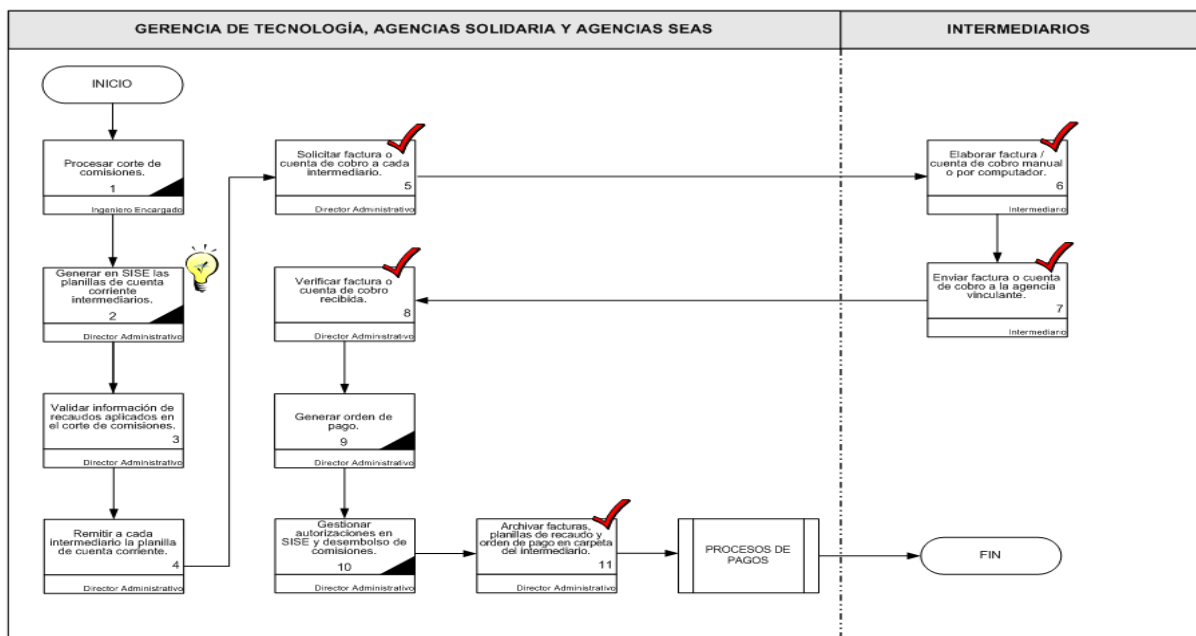 GERENCIA DE TECNOLOGÍA, AGENCIAS SOLIDARIA Y AGENCIAS SEAS
INTERMEDIARIOS
INICIO
Procesar corte de
comisiones.
1
Ingeniero Encargado
Generar en SISE las
planillas de cuenta
corriente
intermediarios.
2
Director Administrativo
Validar información de
recaudos aplicados en
el corte de comisiones.
3
Director Administrativo
Remitir a cada
intermediario la planilla
de cuenta corriente.
4
Director Administrativo
Solicitar factura o
cuenta de cobro a cada
intermediario.
5
Director Administrativo
Elaborar factura /
cuenta de cobro manual
o por computador.
6
Intermediario
Enviar factura o cuenta
de cobro a la agencia
vinculante.
7
Intermediario
Verificar factura o
cuenta de cobro
recibida.
8
Director Administrativo
Generar orden de
pago.
9
Director Administrativo
Gestionar
autorizaciones en
SISE y desembolso de
comisiones.
10
Director Administrativo
Archivar facturas,
planillas de recaudo y
orden de pago en carpeta
del intermediario.
11
Director Administrativo
PROCESOS DE
PAGOS
FIN